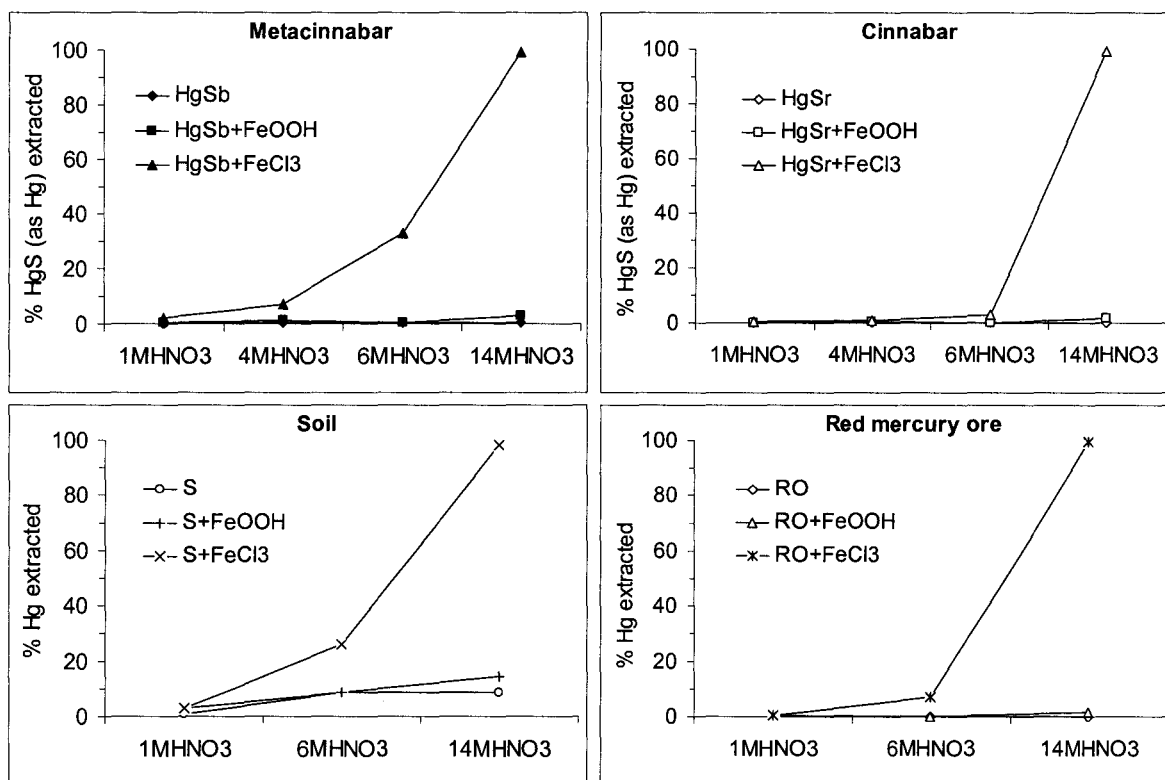 Metacinnabar
% HgS (as Hg) extracted
100
80
60
40
20
0
HgSb
HgSb+FeOOH
HgSb+FeCl3
1MHNO3 4MHNO3 6MHNO3 14MHNO3
Cinnabar
% HgS (as Hg) extracted
100
80
60
40
20
0
HgSr
HgSr+FeOOH
HgSr+FeCl3
1MHNO3 4MHNO3 6MHNO3 14MHNO3
Soil
% Hg extracted
100
80
60
40
20
0
S
S+FeOOH
S+FeCl3
1MHNO3 6MHNO3 14MHNO3
Red mercury ore
% Hg extracted
100
80
60
40
20
0
RO
RO+FeOOH
RO+FeCl3
1MHNO3 6MHNO3 14MHNO3